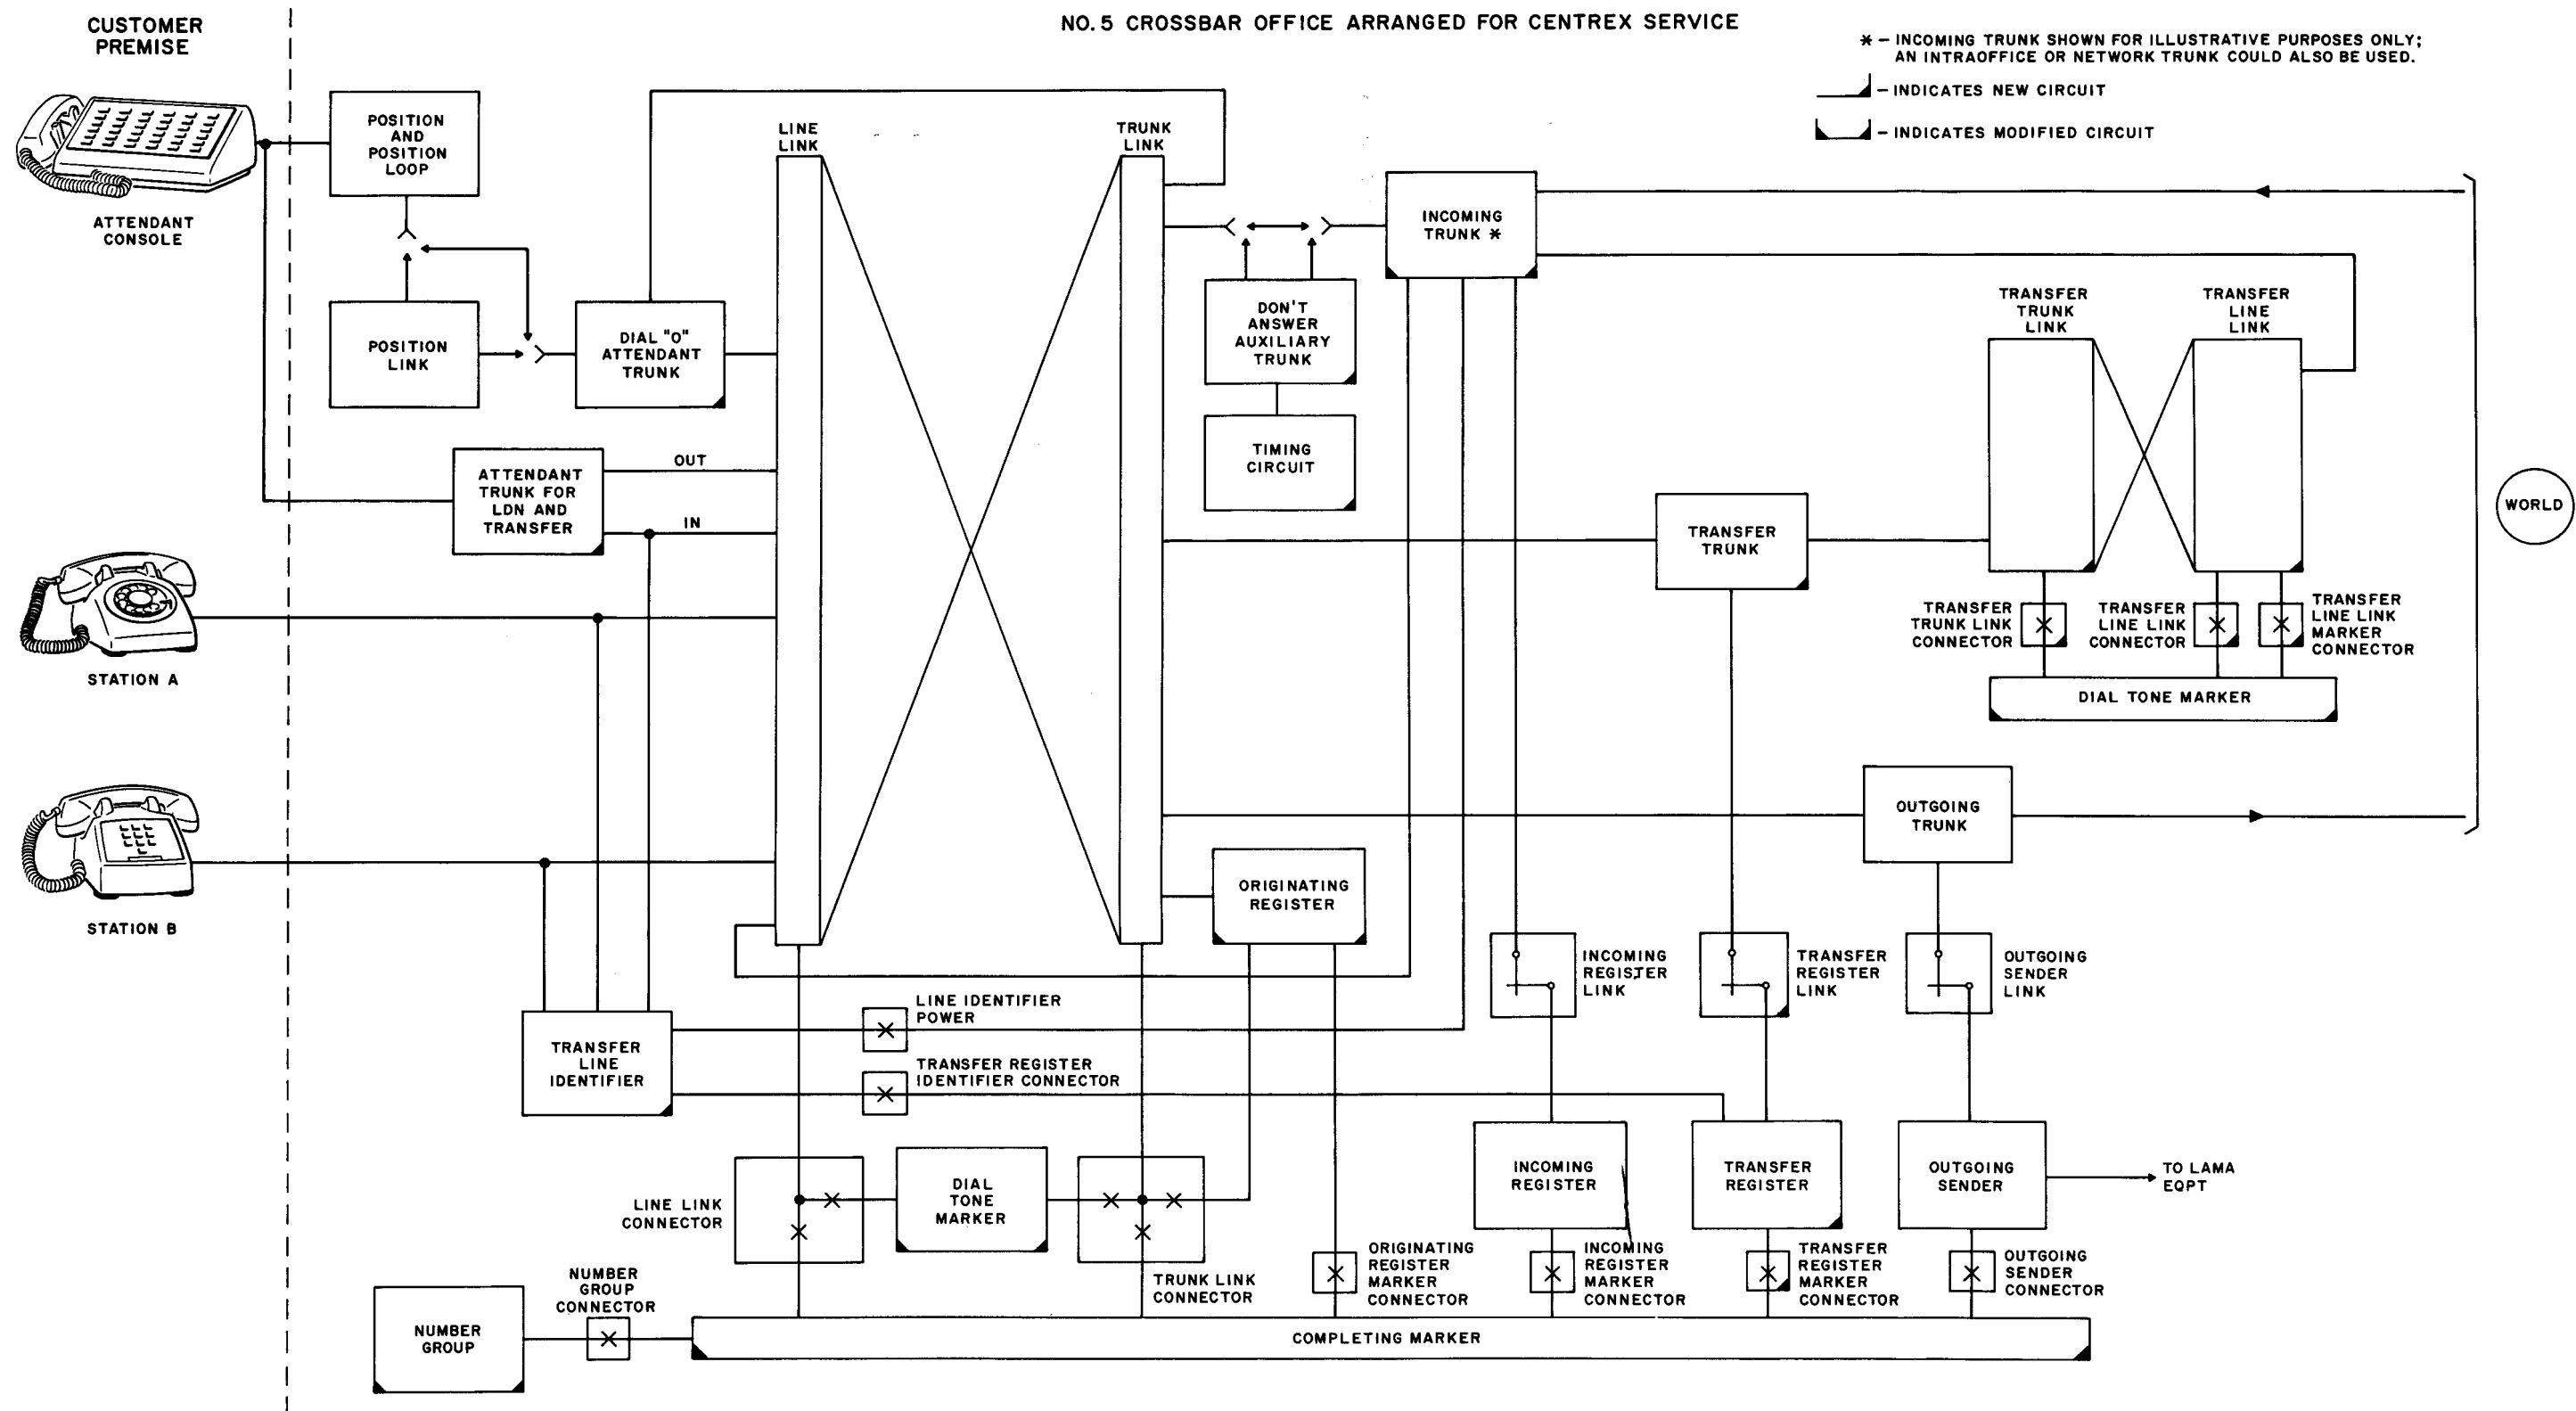 NO. 5 CROSSBAR OFFICE ARRANGED FOR CENTREX SERVICE
CUSTOMER
PREMISE
* – INCOMING TRUNK SHOWN FOR ILLUSTRATIVE PURPOSES ONLY;
AN INTRAOFFICE OR NETWORK TRUNK COULD ALSO BE USED.
– INDICATES NEW CIRCUIT
– INDICATES MODIFIED CIRCUIT
ATTENDANT
CONSOLE
POSITION
AND
POSITION
LOOP
POSITION
LINK
DIAL "O"
ATTENDANT
TRUNK
LINE
LINK
TRUNK
LINK
INCOMING
TRUNK *
DON'T
ANSWER
AUXILIARY
TRUNK
TIMING
CIRCUIT
TRANSFER
TRUNK
LINK
TRANSFER
LINE
LINK
ATTENDANT
TRUNK FOR
LDN AND
TRANSFER
OUT
IN
TRANSFER
TRUNK
WORLD
TRANSFER
TRUNK LINK
CONNECTOR
TRANSFER
LINE LINK
CONNECTOR
TRANSFER
LINE LINK
MARKER
CONNECTOR
DIAL TONE MARKER
STATION A
STATION B
OUTGOING
TRUNK
ORIGINATING
REGISTER
INCOMING
REGISTER
LINK
TRANSFER
REGISTER
LINK
OUTGOING
SENDER
LINK
LINE IDENTIFIER
POWER
TRANSFER REGISTER
IDENTIFIER CONNECTOR
TRANSFER
LINE
IDENTIFIER
LINE LINK
CONNECTOR
DIAL
TONE
MARKER
TRUNK LINK
CONNECTOR
INCOMING
REGISTER
TRANSFER
REGISTER
OUTGOING
SENDER
TO LAMA
EQPT
ORIGINATING
REGISTER
MARKER
CONNECTOR
INCOMING
REGISTER
MARKER
CONNECTOR
TRANSFER
REGISTER
MARKER
CONNECTOR
OUTGOING
SENDER
CONNECTOR
NUMBER
GROUP
CONNECTOR
NUMBER
GROUP
COMPLETING MARKER